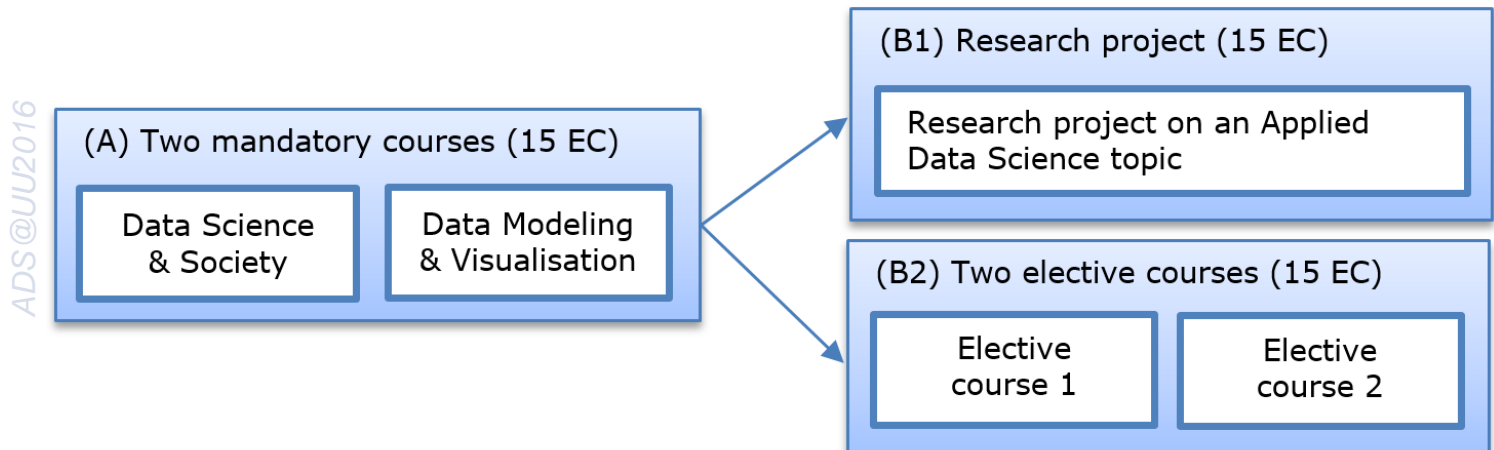 ADS@UU2016
(A) Two mandatory courses (15 EC)
Data Science
& Society
Data Modeling
& Visualisation
(B1) Research project (15 EC)
Research project on an Applied
Data Science topic
(B2) Two elective courses (15 EC)
Elective
course 1
Elective
course 2